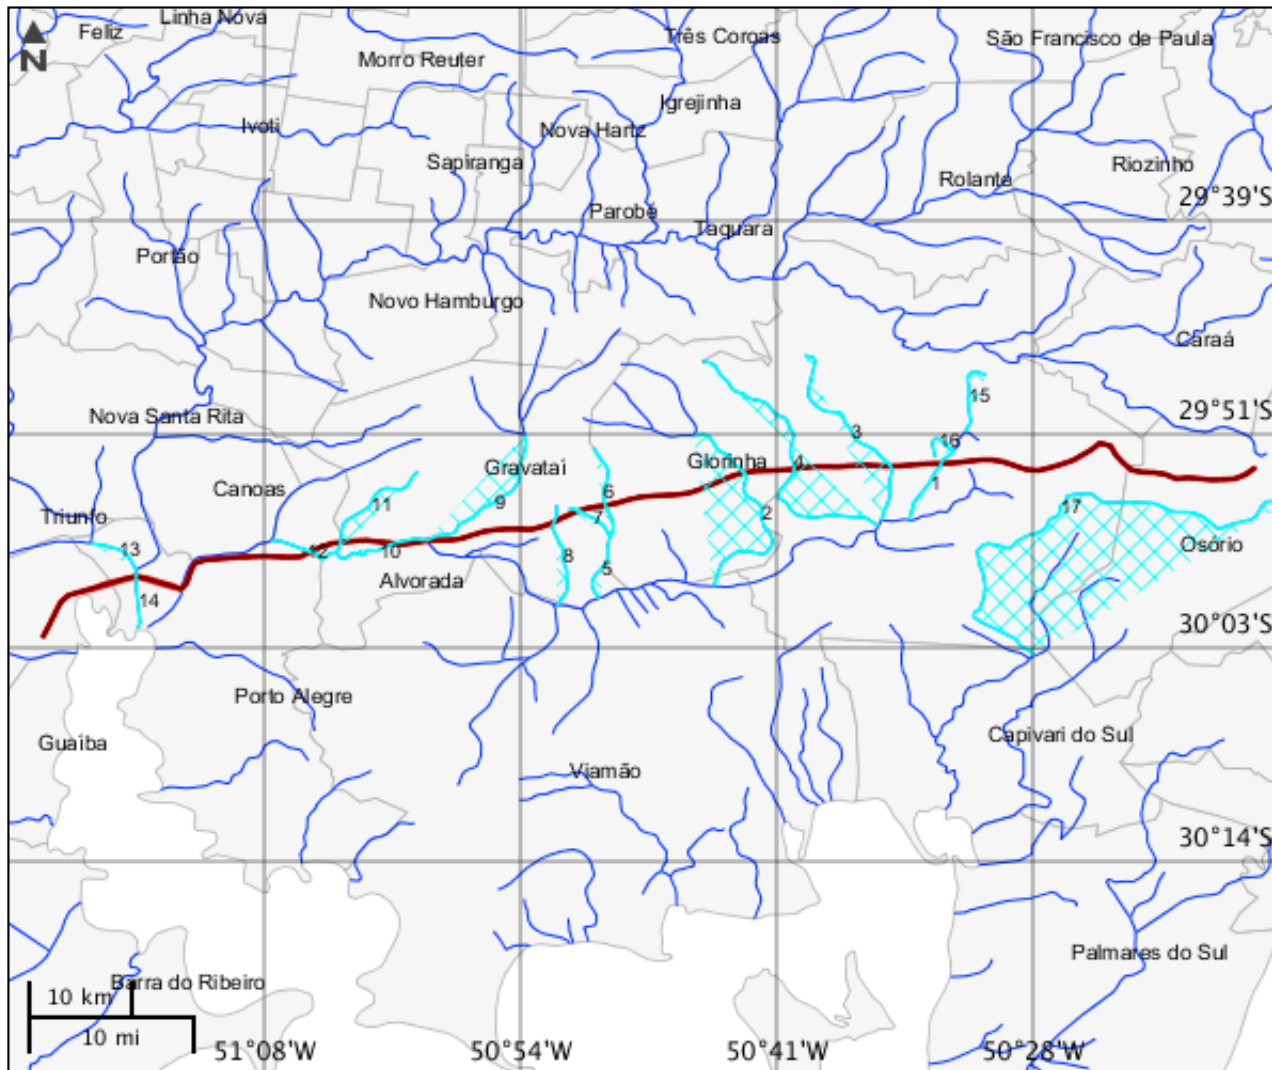 Linha Nova
Feliz
N
Três Coroas
São Francisco de Paula
Morro Reuter
Igrejinha
Ivoti
Nova Hartz
Sapiranga
Riozinho
Rolante
29°39'S
Parobé
Taquara
Portão
Novo Hamburgo
Caraá
15
Nova Santa Rita
29°51'S
3
16
Glorinha
4
Gravataí
Canoas
1
6
11
9
17
Triunfo
7
2
13
12
10
8
Osório
5
Alvorada
14
30°03'S
Porto Alegre
Guaíba
Capivari do Sul
Viamão
30°14'S
Palmares do Sul
Barra do Ribeiro
10 km
10 mi
51°08'W
50°54'W
50°41'W
50°28'W